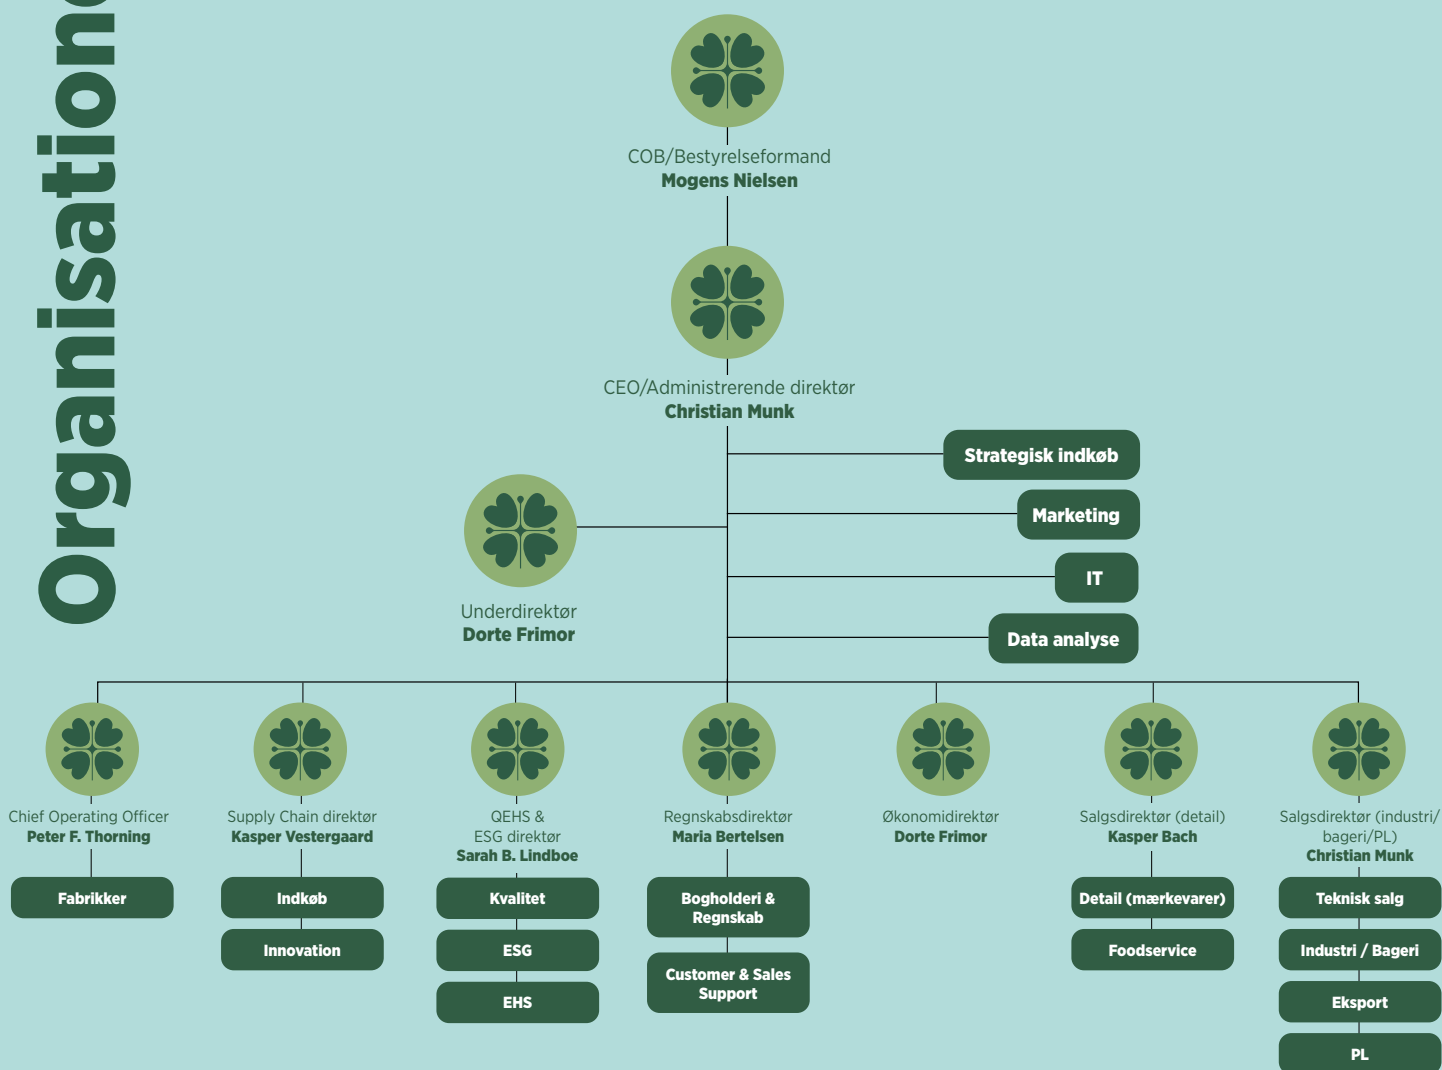 Organisation
COB/Bestyrelseformand
Mogens Nielsen
CEO/Administrerende direktør
Christian Munk
Strategisk indkøb
Marketing
IT
Data analyse
Underdirektør
Dorte Frimor
Chief Operating Officer
Peter F. Thorning
Fabrikker
Supply Chain direktør
Kasper Vestergaard
Indkøb
Innovation
QEHS &
ESG direktør
Sarah B. Lindboe
Kvalitet
ESG
EHS
Regnskabsdirektør
Maria Bertelsen
Bogholderi &
Regnskab
Customer & Sales
Support
Økonomidirektør
Dorte Frimor
Salgsdirektør (detail)
Kasper Bach
Detail (mærkevarer)
Foodservice
Salgsdirektør (industri/
bageri/PL)
Christian Munk
Teknisk salg
Industri / Bageri
Eksport
PL